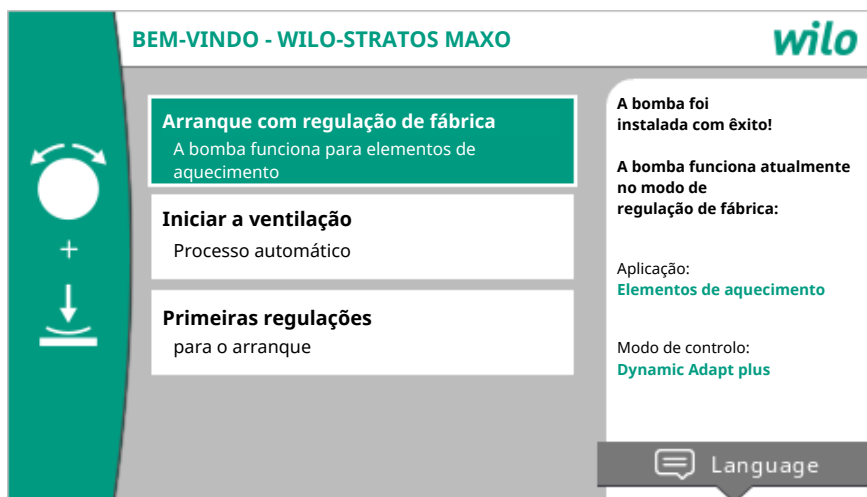 BEM-VINDO - WILO-STRATOS MAXO
wilo
Arranque com regulação de fábrica
A bomba funciona para elementos de
aquecimento
Iniciar a ventilação
Processo automático
Primeiras regulações
para o arranque
+
A bomba foi
instalada com êxito!
A bomba funciona atualmente
no modo de
regulação de fábrica:
Aplicação:
Elementos de aquecimento
Modo de controlo:
Dynamic Adapt plus
Language